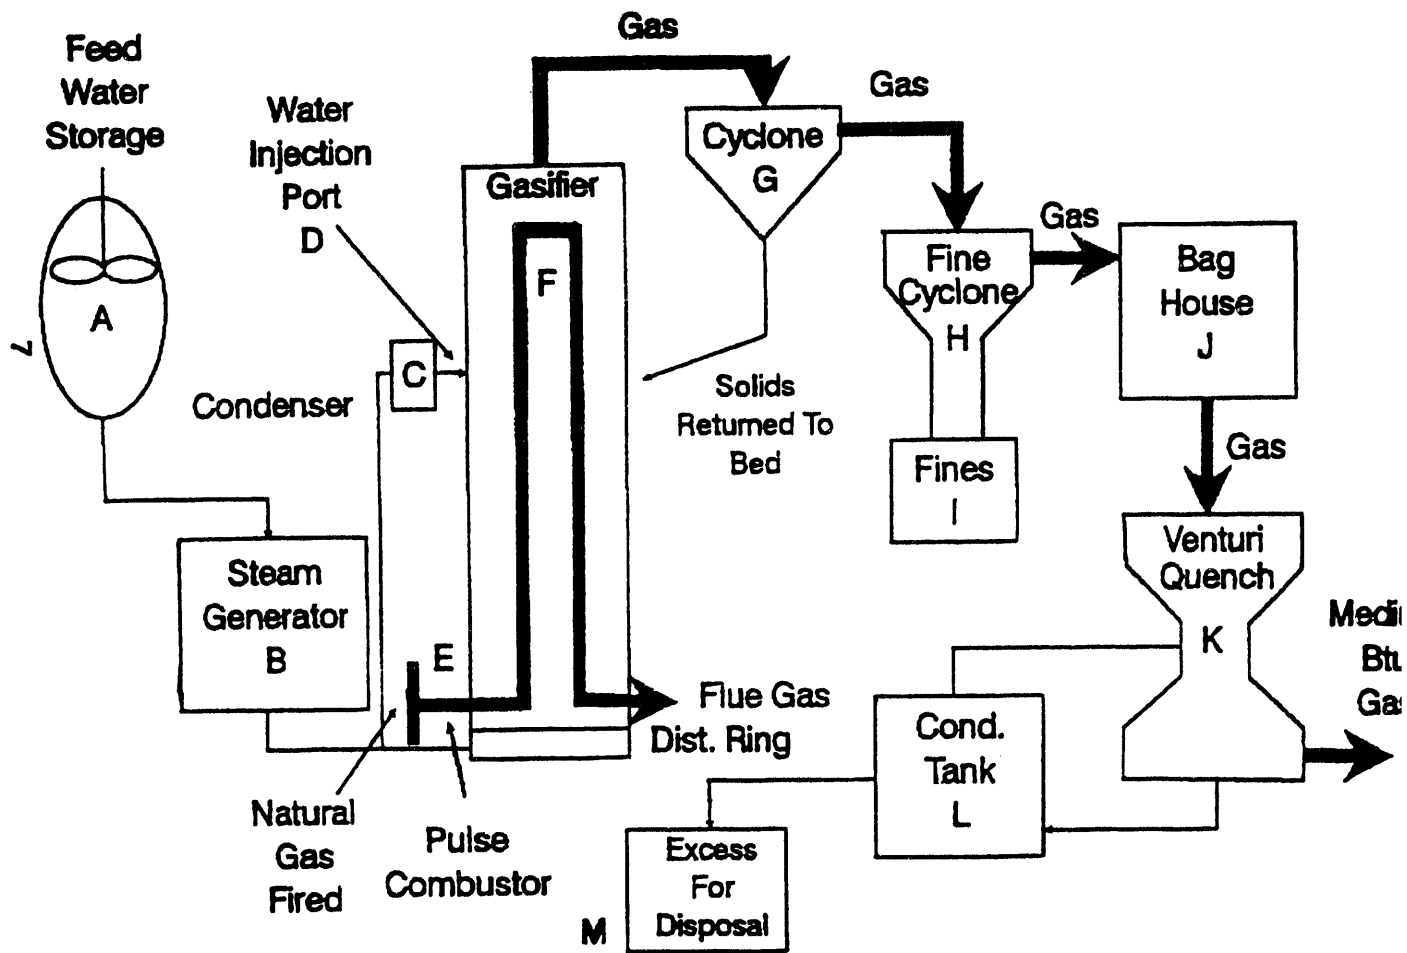 Gas
Feed
Water
Storage
A
7
Water
Injection
Port
D
Gasifier
F
Cyclone
G
Gas
Fine
Cyclone
H
Gas
Bag
House
J
C
Condenser
Solids
Returned To
Bed
Fines
I
Gas
Venturi
Quench
K
Steam
Generator
B
E
Flue Gas
Dist. Ring
Cond.
Tank
L
Btu
Gas
Natural
Gas
Fired
Pulse
Combustor
Excess
For
Disposal
M